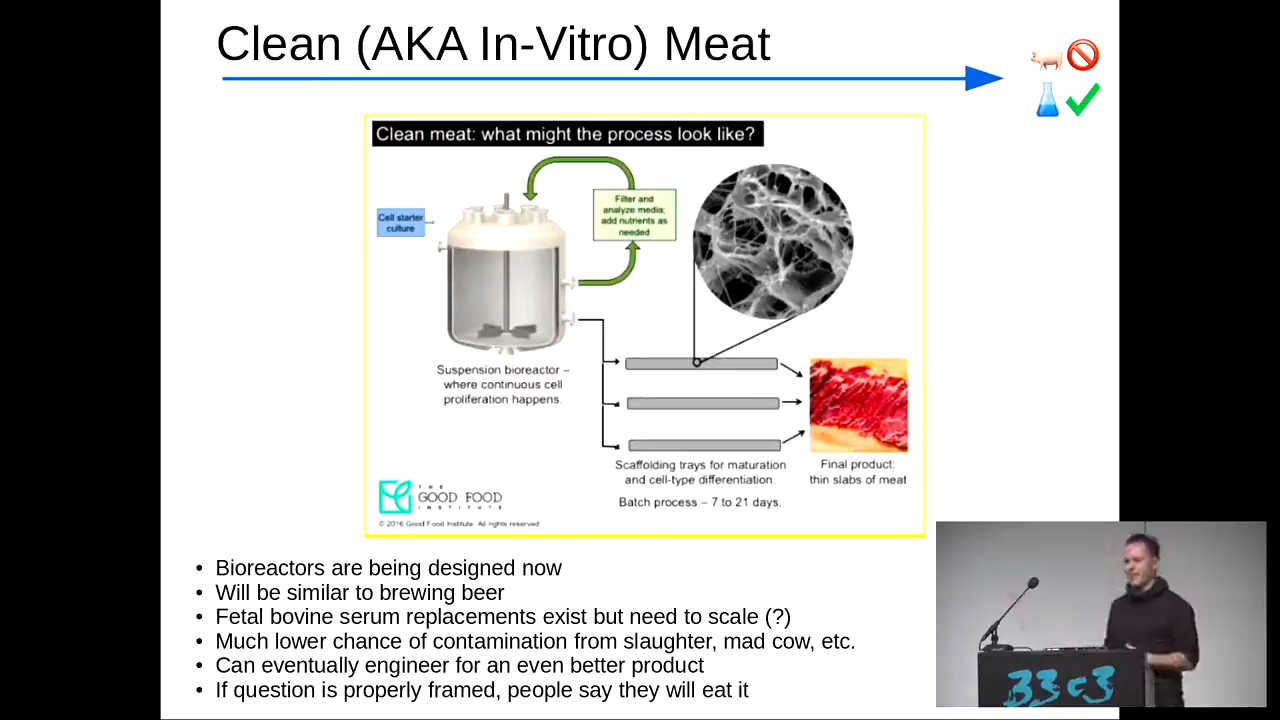 Clean (AKA In-Vitro) Meat
Clean meat: what might the process look like?
Cell starter
culture
Filter and
analyze media;
add nutrients as
needed
Suspension bioreactor –
where continuous cell
proliferation happens.
Scaffolding trays for maturation
and cell-type differentiation.
Batch process – 7 to 21 days.
Final product:
thin slabs of meat
THE
GOOD FOOD
INSTITUTE
© 2016 Good Food Institute. All rights reserved
• Bioreactors are being designed now
• Will be similar to brewing beer
• Fetal bovine serum replacements exist but need to scale (?)
• Much lower chance of contamination from slaughter, mad cow, etc.
• Can eventually engineer for an even better product
• If question is properly framed, people say they will eat it
33c3